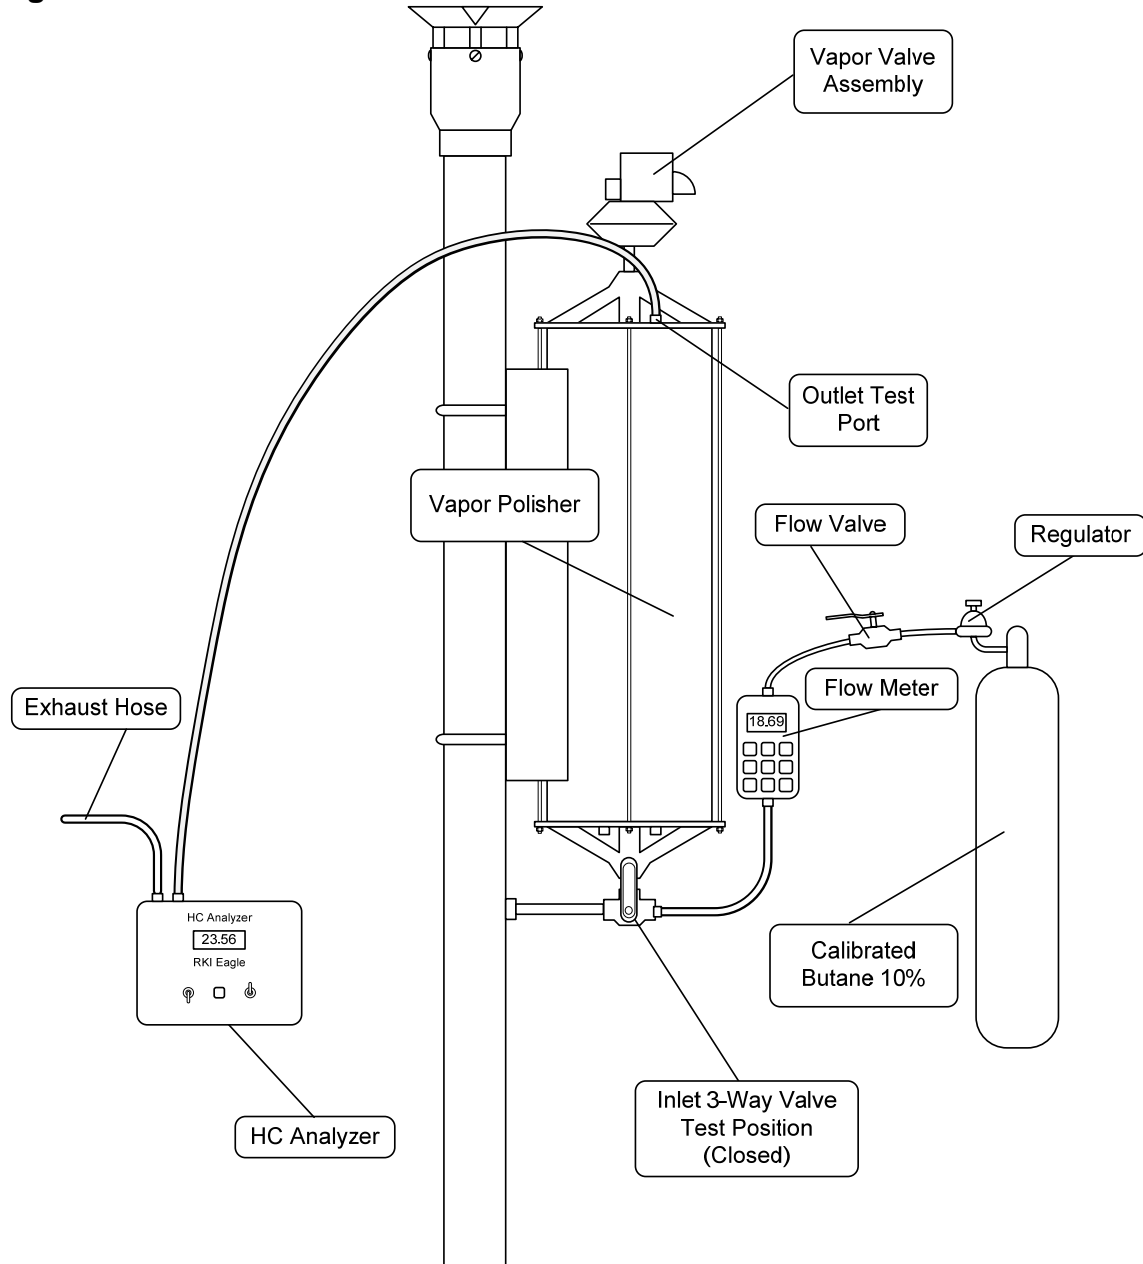 Vapor Valve
Assembly
Outlet Test
Port
Vapor Polisher
Flow Valve
Regulator
Exhaust Hose
Flow Meter
18.69
HC Analyzer
23.56
RKI Eagle
Calibrated
Butane 10%
Inlet 3-Way Valve
Test Position
(Closed)
HC Analyzer